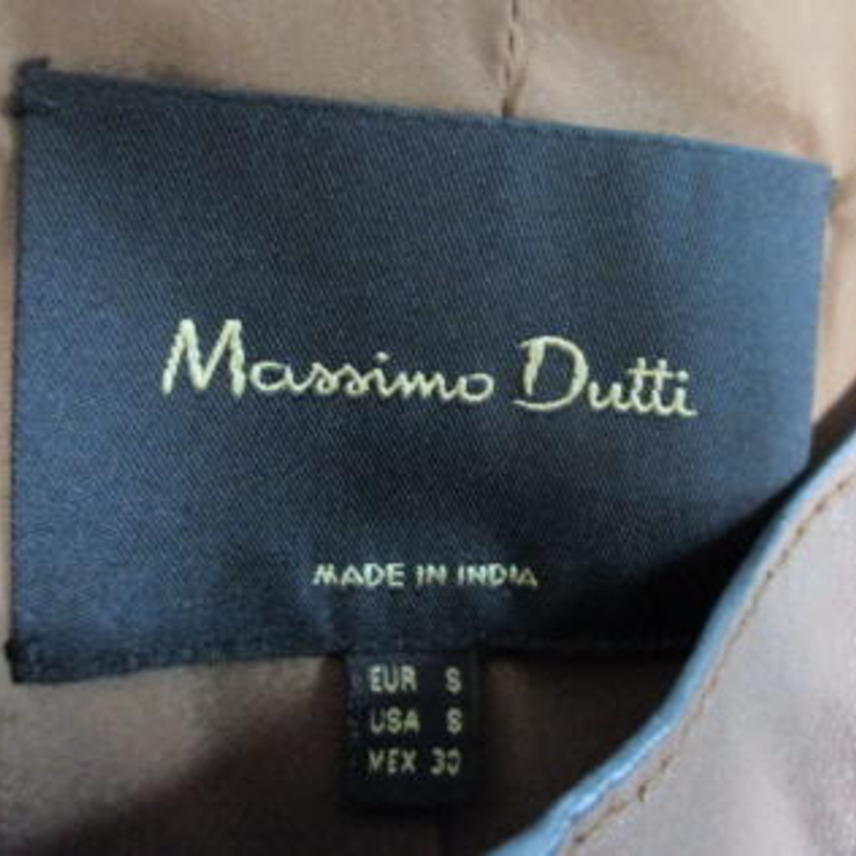 Massimo Dutti
MADE IN INDIA
EUR S
USA S
MEX 30